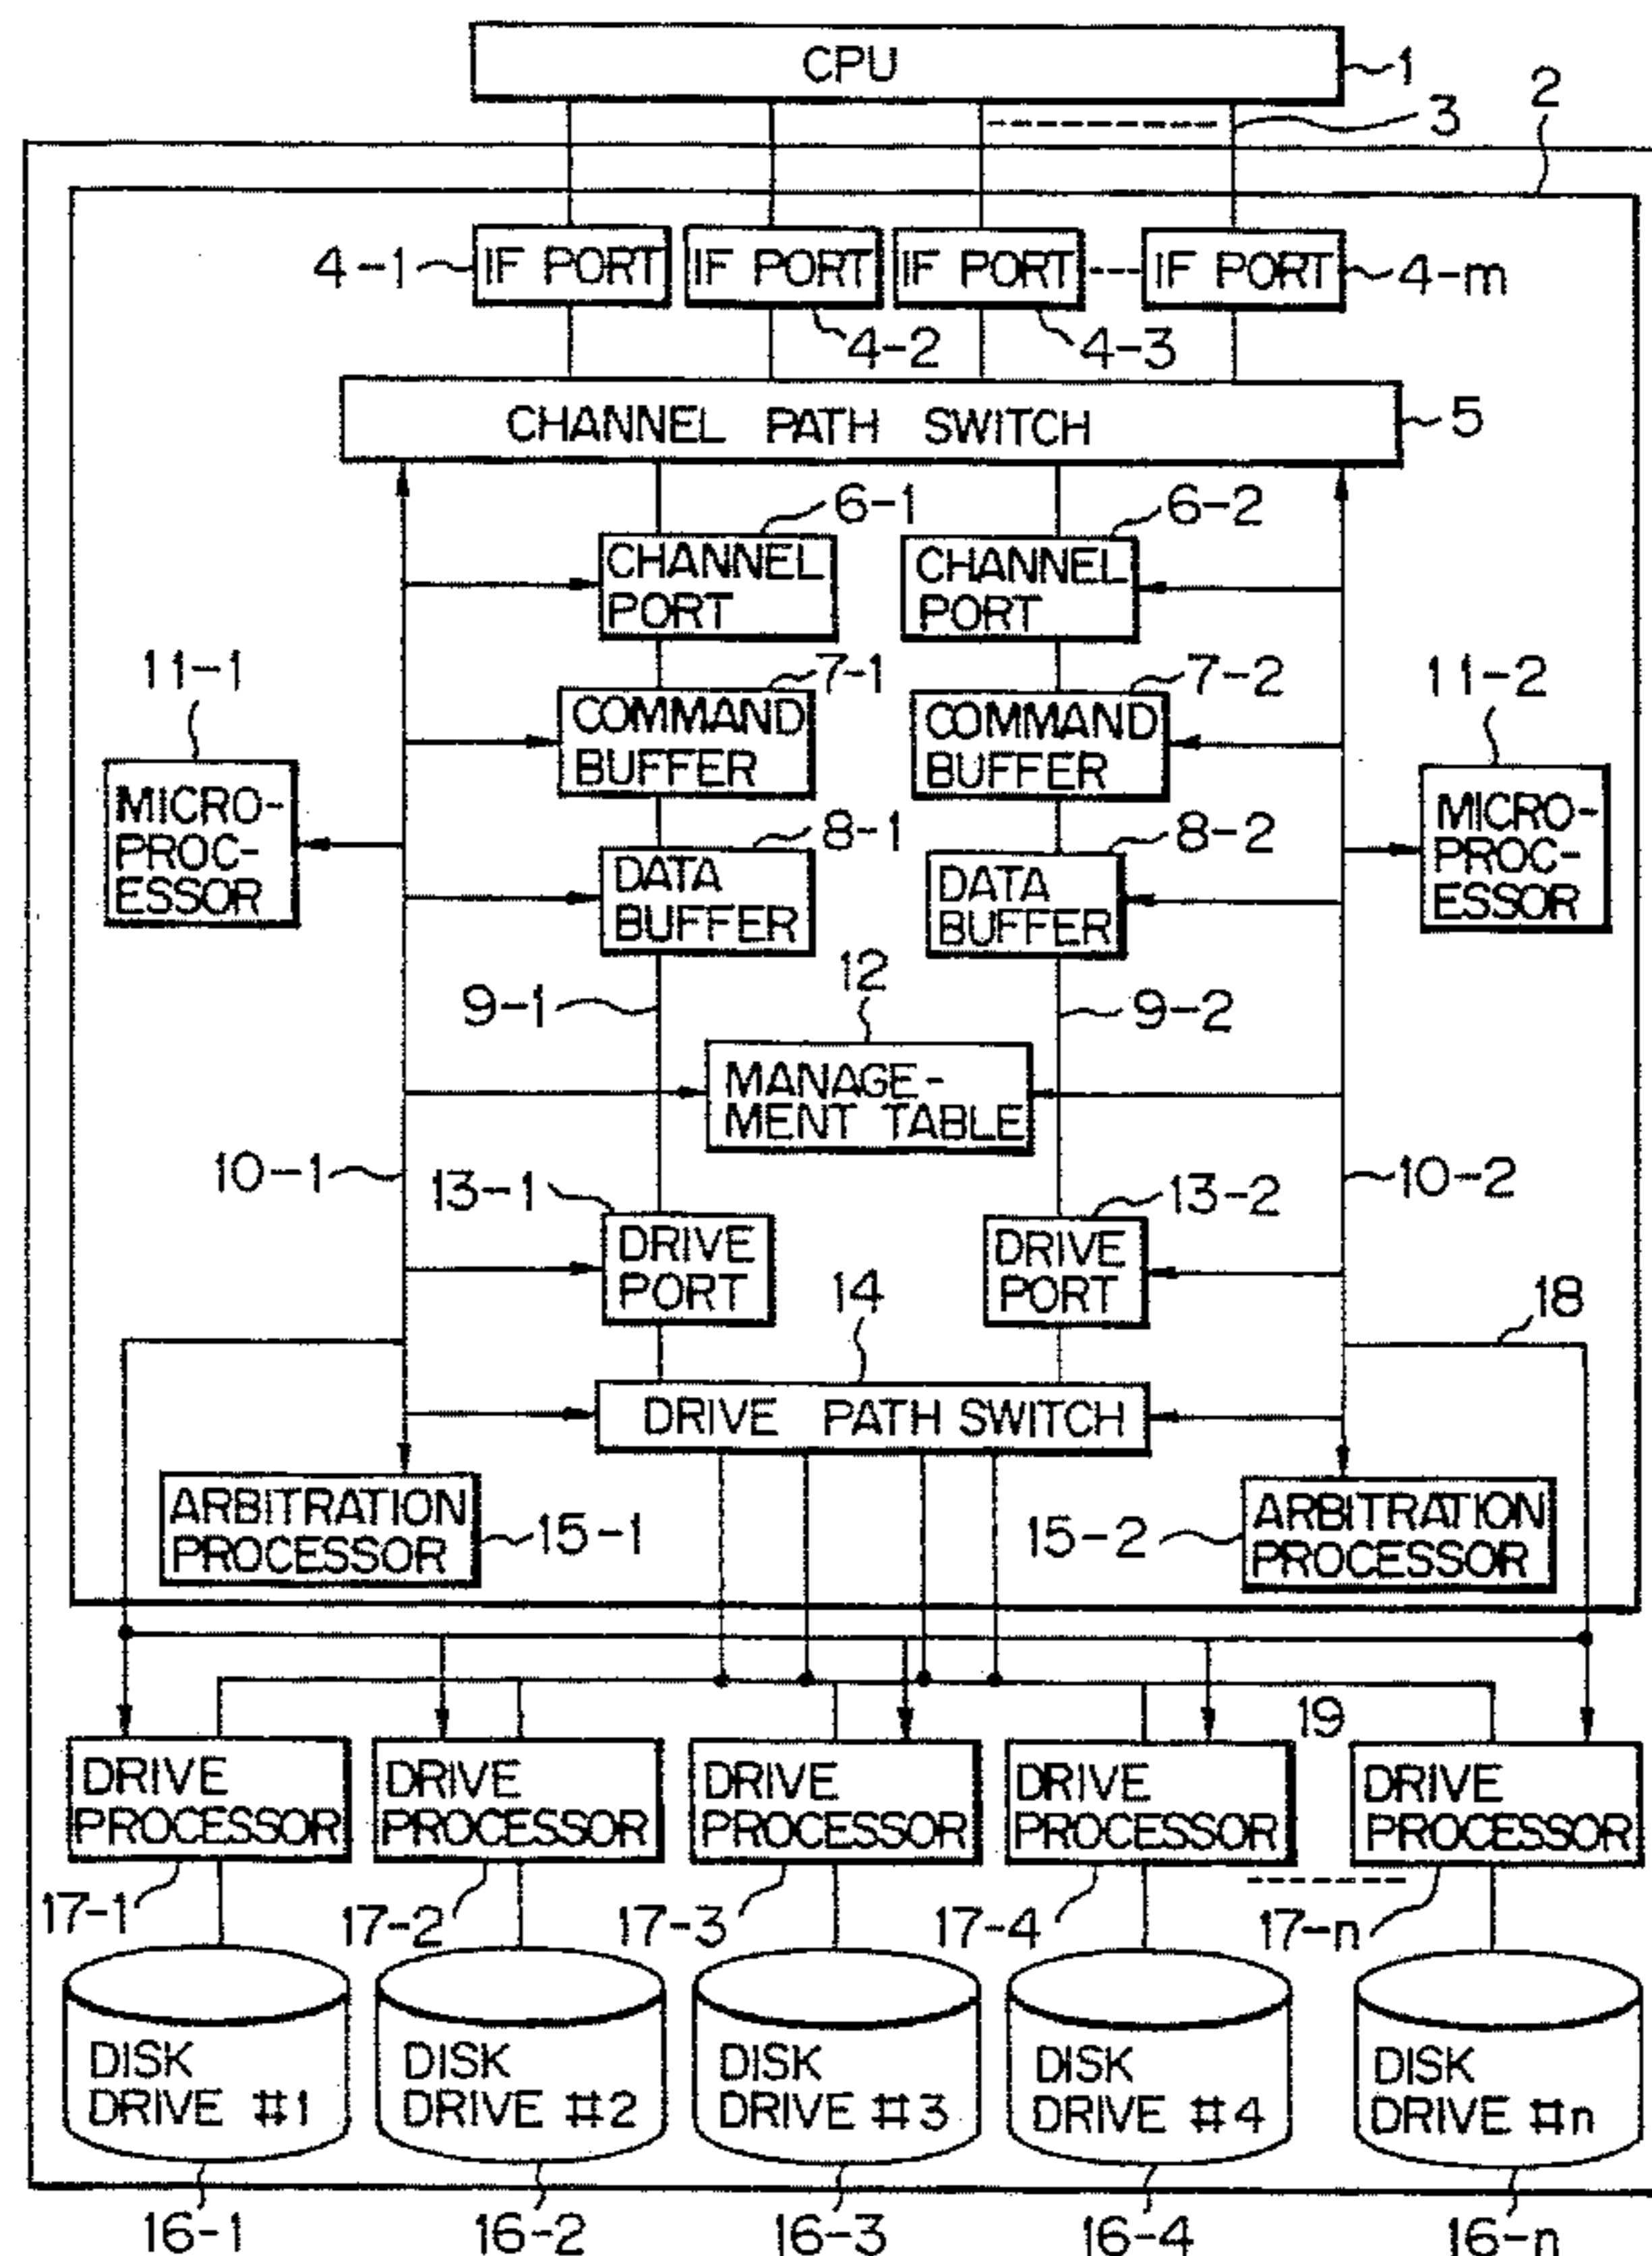 CPU
1
2
3
4-1
IF PORT
IF PORT
IF PORT
IF PORT
4-m
4-2
4-3
CHANNEL PATH SWITCH
5
6-1
6-2
CHANNEL
PORT
CHANNEL
PORT
11-1
7-1
7-2
11-2
COMMAND
BUFFER
COMMAND
BUFFER
MICRO-
PROC-
ESSOR
MICRO-
PROC-
ESSOR
8-1
8-2
DATA
BUFFER
DATA
BUFFER
9-1
12
9-2
MANAGE-
MENT TABLE
10-1
13-1
13-2
10-2
DRIVE
PORT
DRIVE
PORT
14
18
DRIVE PATH SWITCH
ARBITRATION
PROCESSOR
15-1
15-2
ARBITRATION
PROCESSOR
19
DRIVE
PROCESSOR
DRIVE
PROCESSOR
DRIVE
PROCESSOR
DRIVE
PROCESSOR
DRIVE
PROCESSOR
17-1
17-2
17-3
17-4
17-n
DISK
DRIVE #1
DISK
DRIVE #2
DISK
DRIVE #3
DISK
DRIVE #4
DISK
DRIVE #n
16-1
16-2
16-3
16-4
16-n